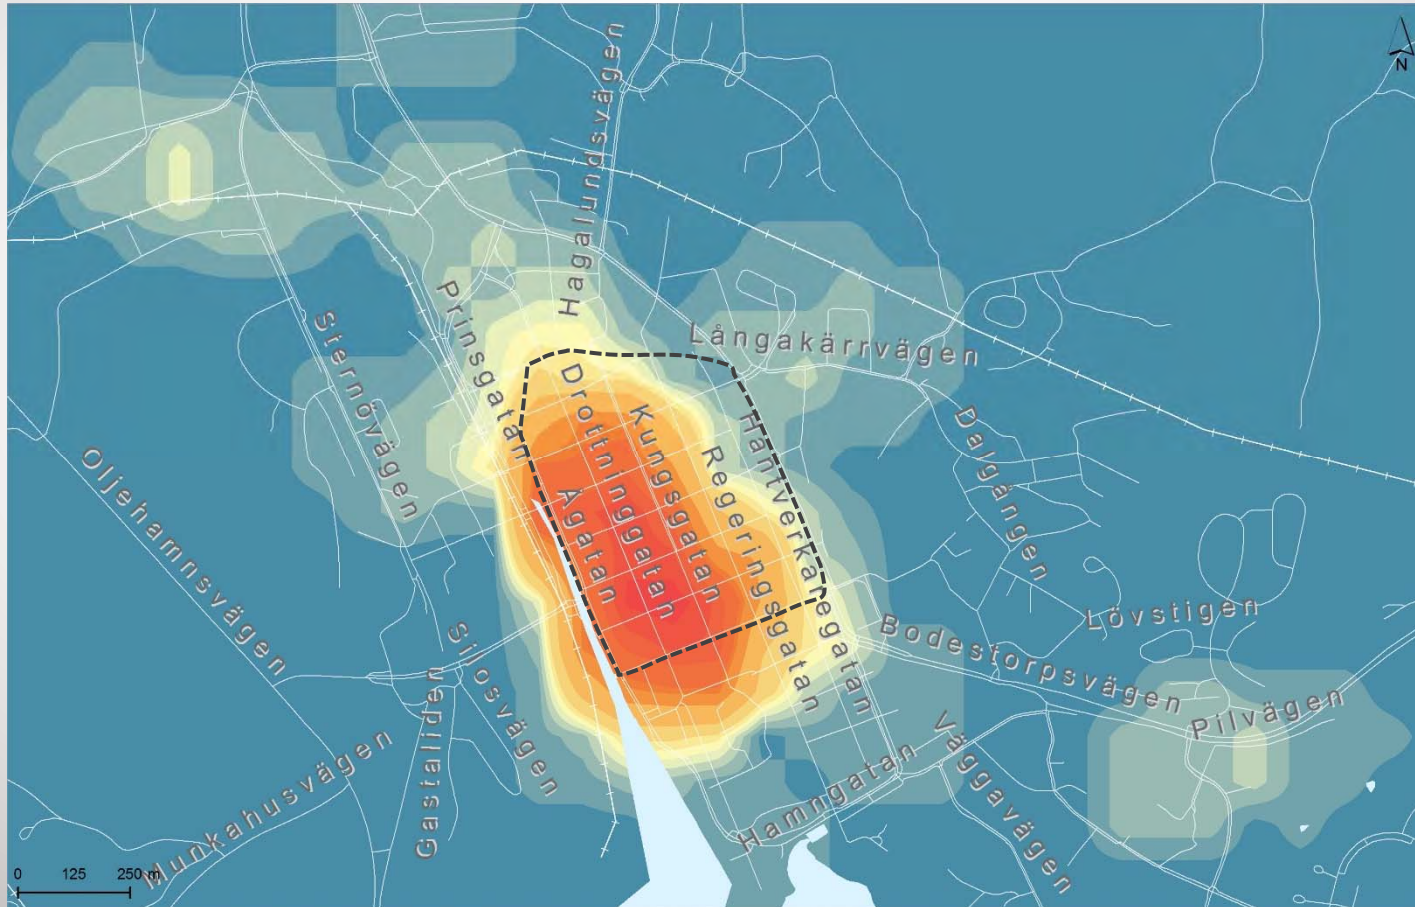 N
Hagalundsvägen
Prinsgatan
Långakärrvägen
Sternövägen
Drottninggatan
Kungsgatan
Hantverkaregatan
Dalgången
Regeringsgatan
Ågatan
Oljehamnsvägen
Lövstigen
Bodestorpsvägen
Siljosvägen
Gastaliden
Pilvägen
Väggavägen
Hamngatan
Munkahusvägen
0 125 250 m